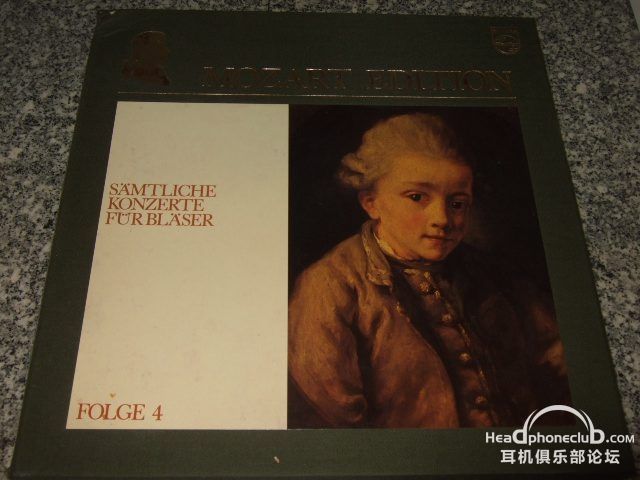 MOZART EDITION
SÄMTLICHE
KONZERTE
FÜR BLÄSER
FOLGE 4
Headphoneclub.com
耳机俱乐部论坛